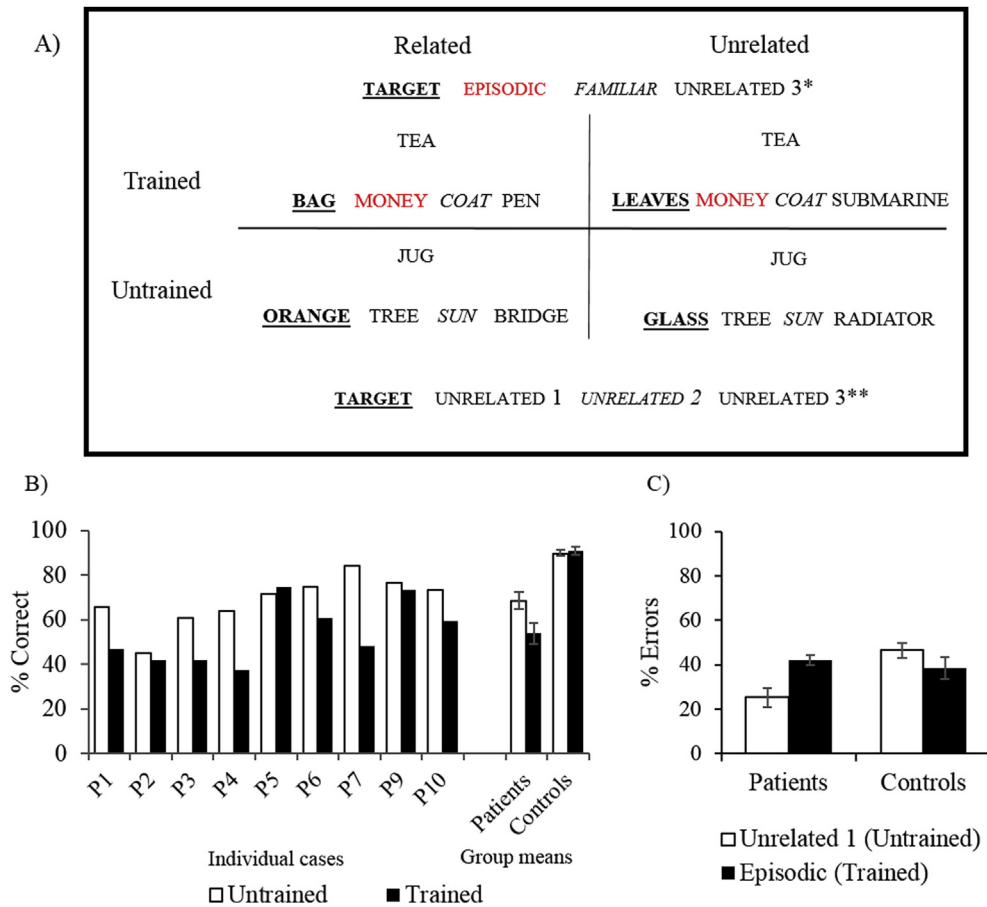 A)
Related Unrelated
TARGET EPISODIC FAMILIAR UNRELATED 3*
TEA TEA
Trained
BAG MONEY COAT PEN LEAVES MONEY COAT SUBMARINE
JUG JUG
Untrained
ORANGE TREE SUN BRIDGE GLASS TREE SUN RADIATOR
TARGET UNRELATED 1 UNRELATED 2 UNRELATED 3**
B)
% Correct
100
80
60
40
20
0
P1 P2 P3 P4 P5 P6 P7 P9 P10 Patients Controls
Individual cases Group means
Untrained Trained
C)
% Errors
100
80
60
40
20
0
Patients Controls
Unrelated 1 (Untrained)
Episodic (Trained)